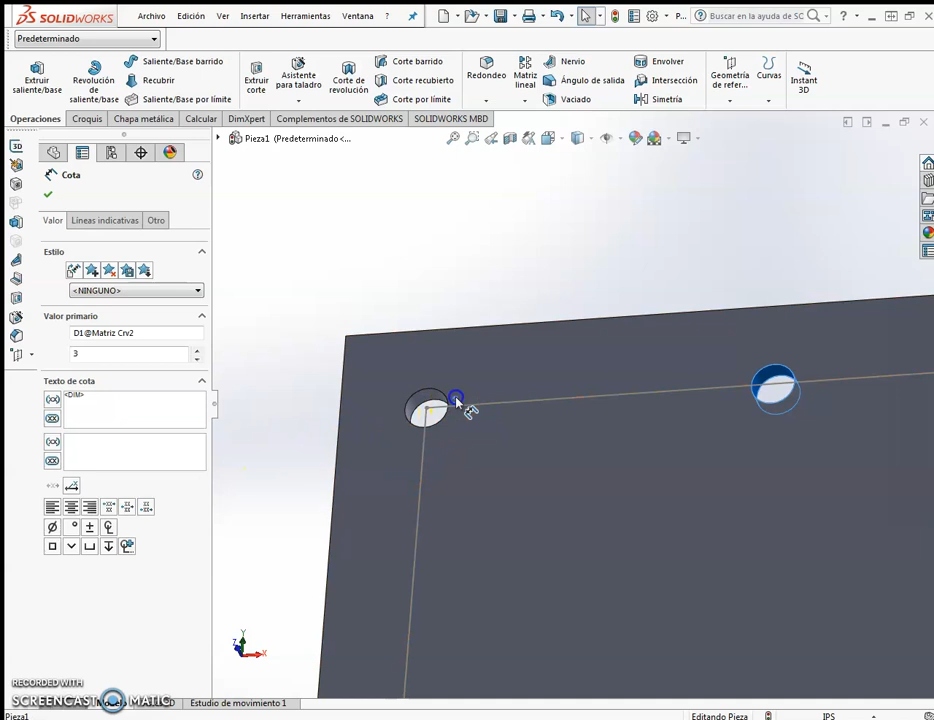 SOLIDWORKS
Archivo
Edición
Ver
Insertar
Herramientas
Ventana
?
P...
Buscar en la ayuda de SC
?
Predeterminado
Extruir
saliente/base
Revolución
de
saliente/base
Saliente/Base barrido
Recubrir
Saliente/Base por límite
Extruir
corte
Asistente
para taladro
Corte de
revolución
Corte barrido
Corte recubierto
Corte por límite
Redondeo
Matriz
lineal
Nervio
Ángulo de salida
Vaciado
Envolver
Intersección
Simetría
Geometría
de refer...
Curvas
Instant
3D
Operaciones
Croquis
Chapa metálica
Calcular
DimXpert
Complementos de SOLIDWORKS
SOLIDWORKS MBD
Pieza1 (Predeterminado<...
Cota
?
Valor
Líneas indicativas
Otro
Estilo
<NINGUNO>
Valor primario
D1@Matriz Crv2
3
Texto de cota
<DIM>
Y
Z
X
RECORDED WITH
SCREENCAST-O-MATIC
Estudio de movimiento 1
Pieza1
Editando Pieza
IPS